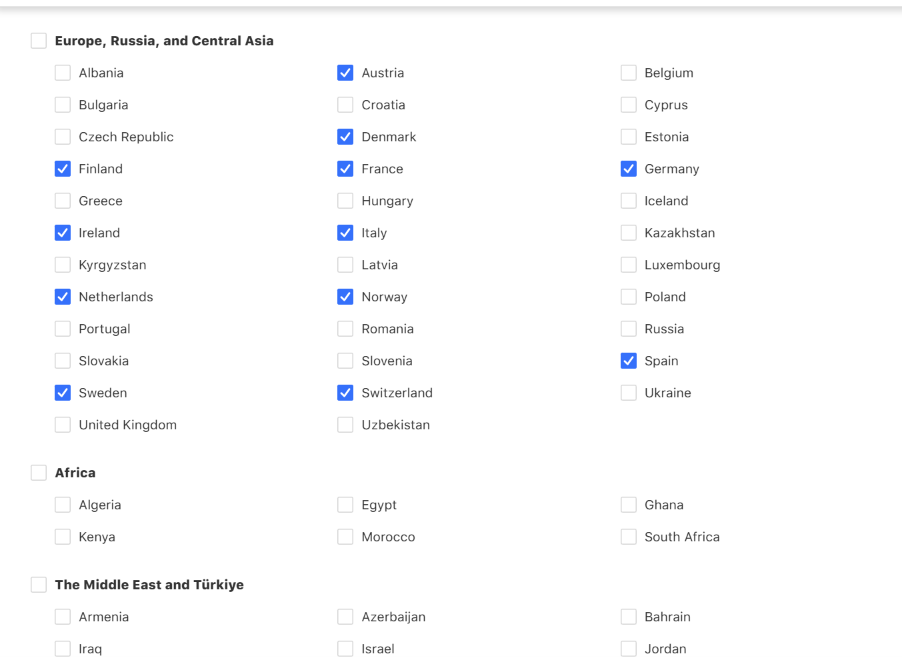 Europe, Russia, and Central Asia
Albania Austria Belgium
Bulgaria Croatia Cyprus
Czech Republic Denmark Estonia
Finland France Germany
Greece Hungary Iceland
Ireland Italy Kazakhstan
Kyrgyzstan Latvia Luxembourg
Netherlands Norway Poland
Portugal Romania Russia
Slovakia Slovenia Spain
Sweden Switzerland Ukraine
United Kingdom Uzbekistan
Africa
Algeria Egypt Ghana
Kenya Morocco South Africa
The Middle East and Türkiye
Armenia Azerbaijan Bahrain
Iraq Israel Jordan